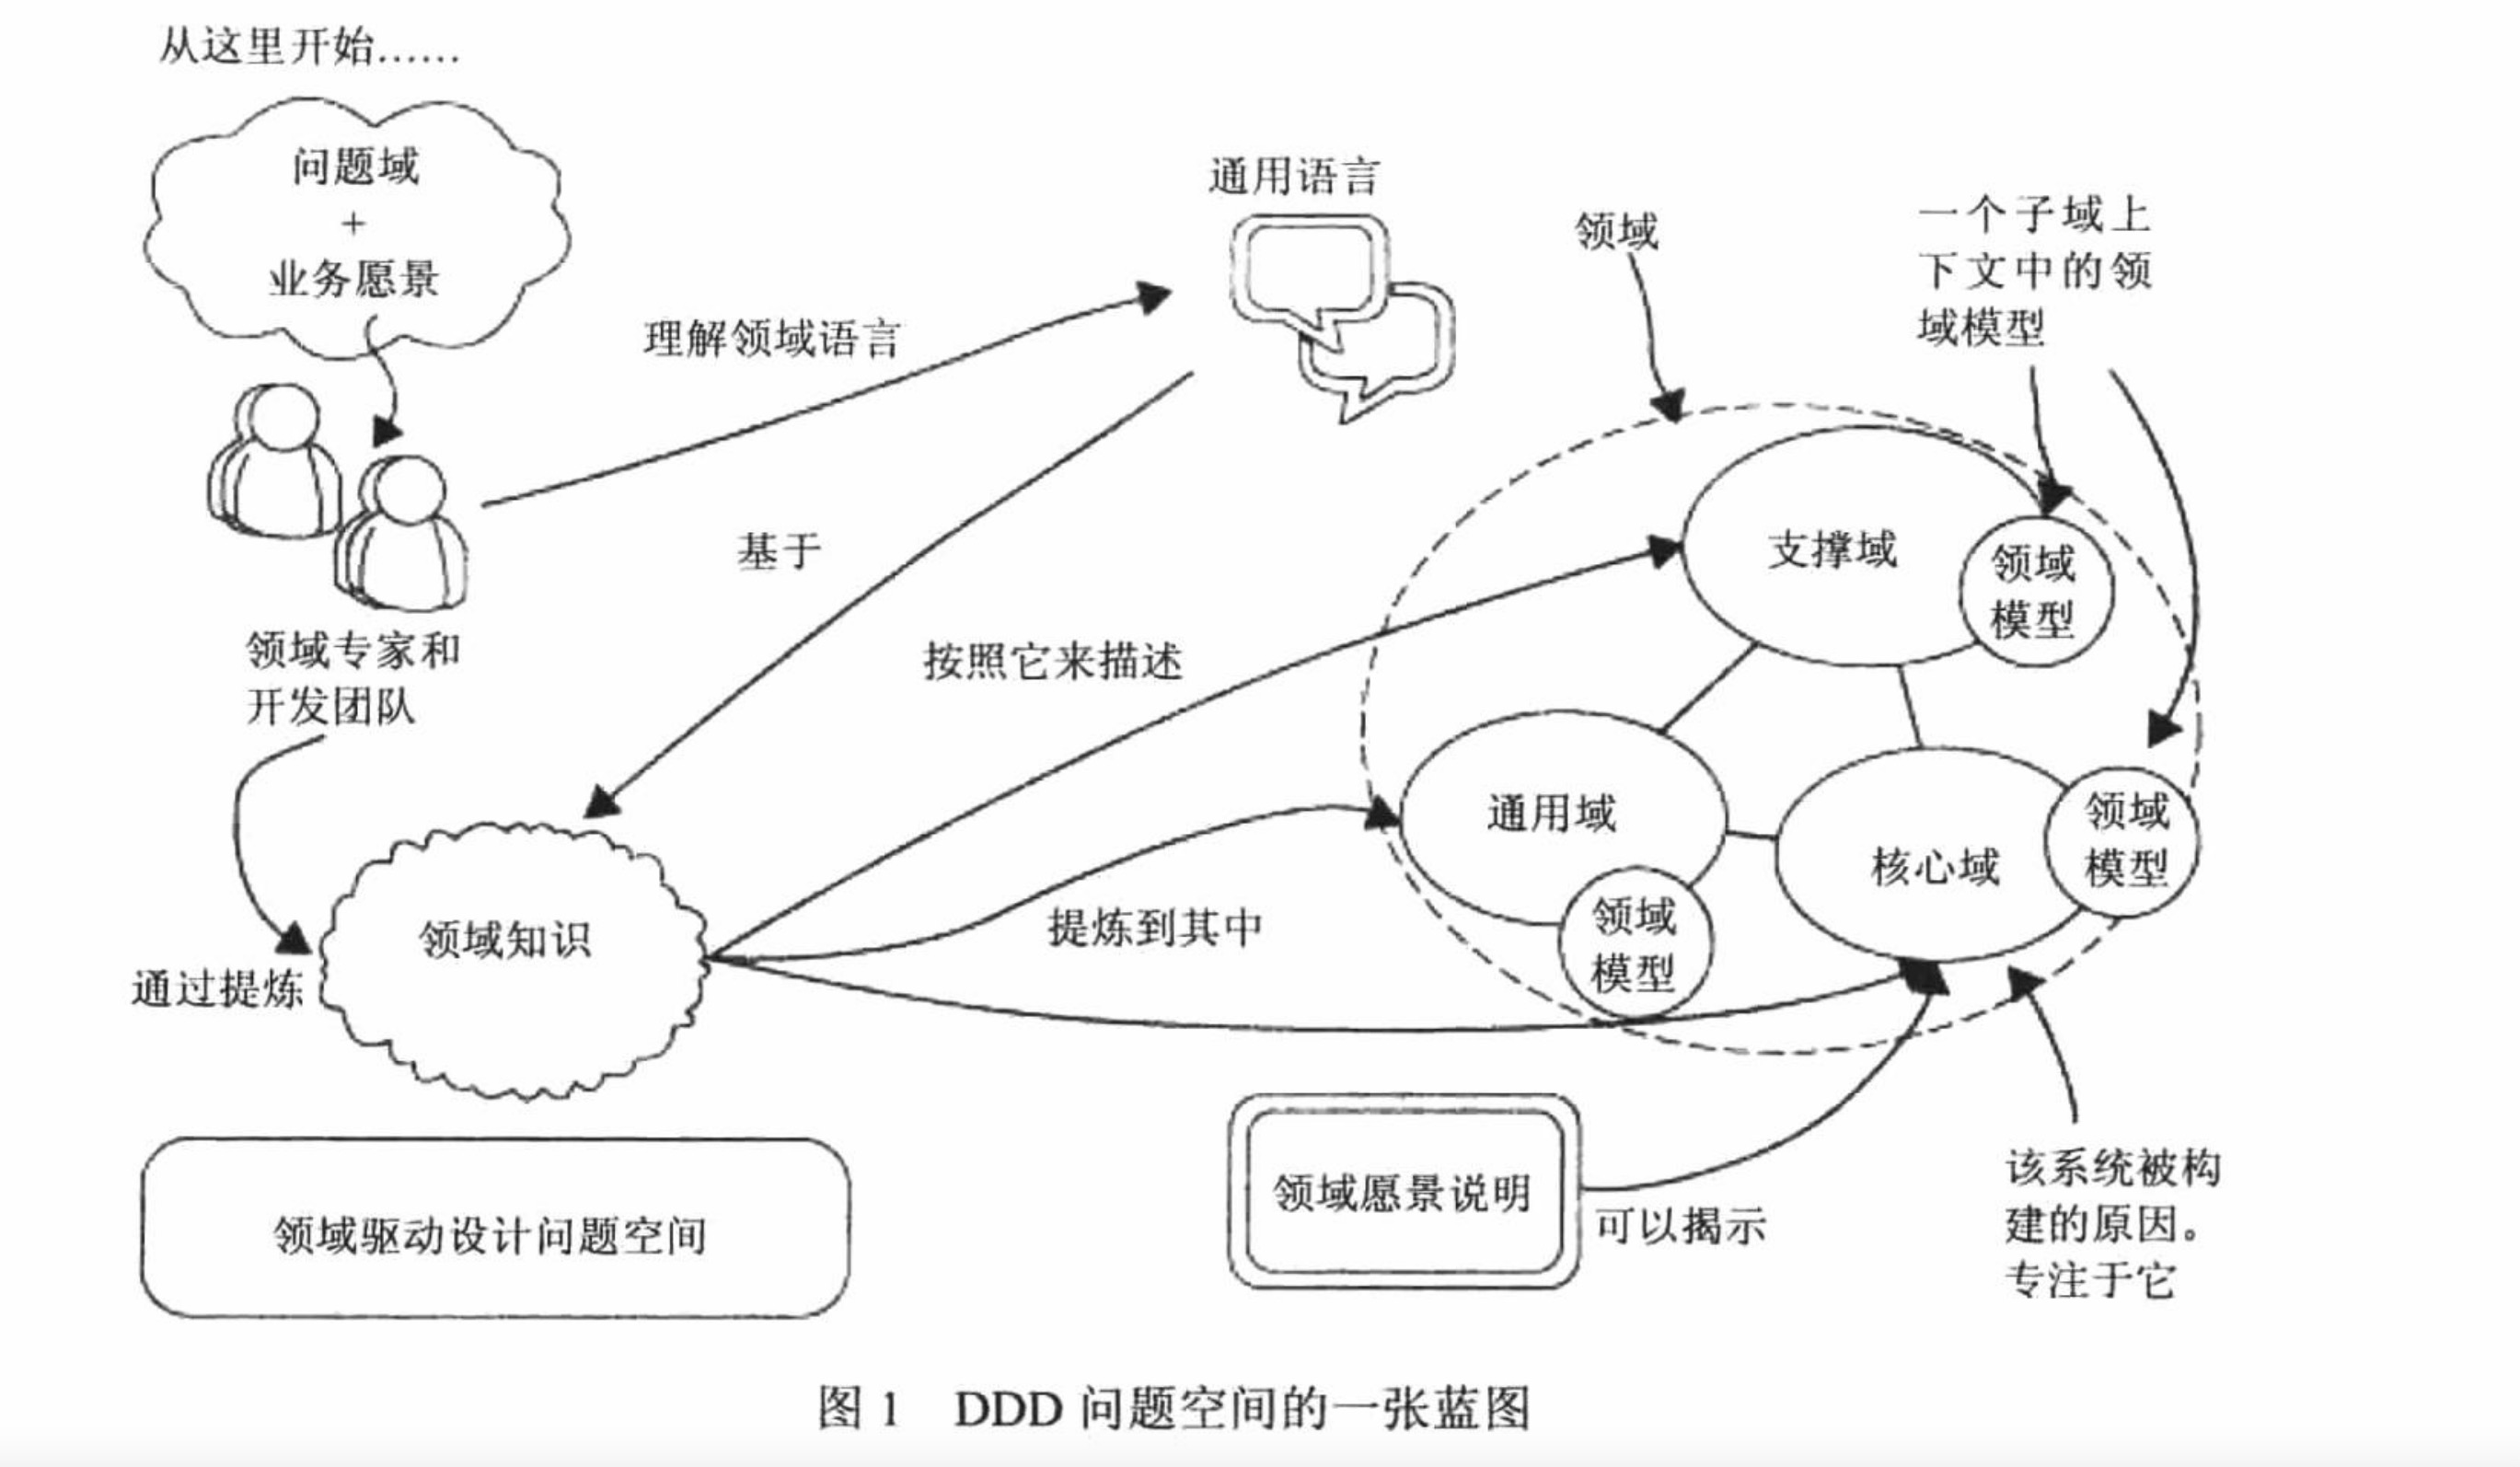 从这里开始……
问题域
+
业务愿景
通用语言
领域
一个子域上
下文中的领
域模型
理解领域语言
基于
支撑域
领域
模型
领域专家和
开发团队
按照它来描述
通用域
领域
模型
核心域
领域
模型
领域知识
提炼到其中
通过提炼
领域愿景说明
可以揭示
该系统被构
建的原因。
专注于它
领域驱动设计问题空间
图 1 DDD 问题空间的一张蓝图